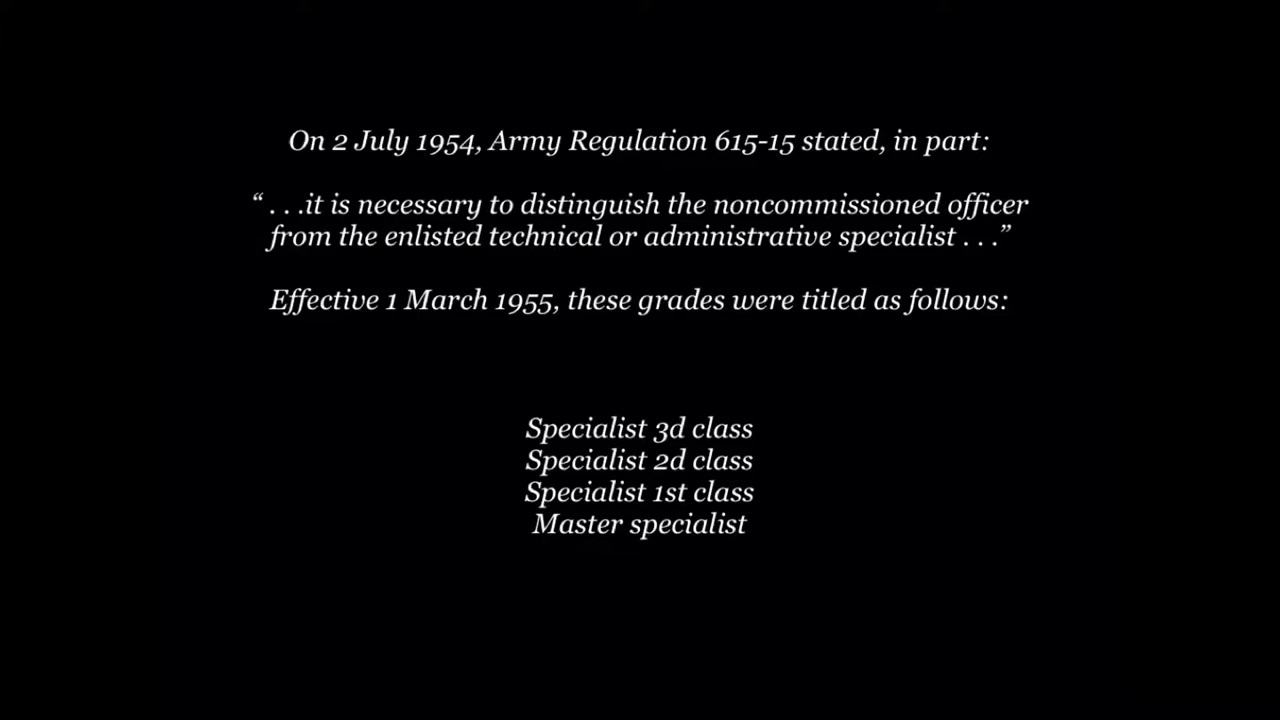 On 2 July 1954, Army Regulation 615-15 stated, in part:
“ . . .it is necessary to distinguish the noncommissioned officer
from the enlisted technical or administrative specialist . . .”
Effective 1 March 1955, these grades were titled as follows:
Specialist 3d class
Specialist 2d class
Specialist 1st class
Master specialist